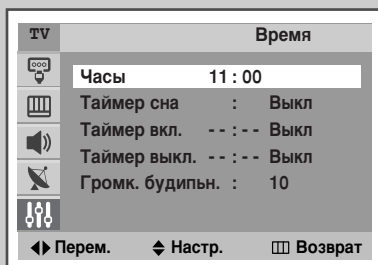 TV Время
Часы 11 : 00
Таймер сна : Выкл
Таймер вкл. - - : - - Выкл
Таймер выкл. - - : - - Выкл
Громк. будипьн. : 10
Перем. Настр. Возврат